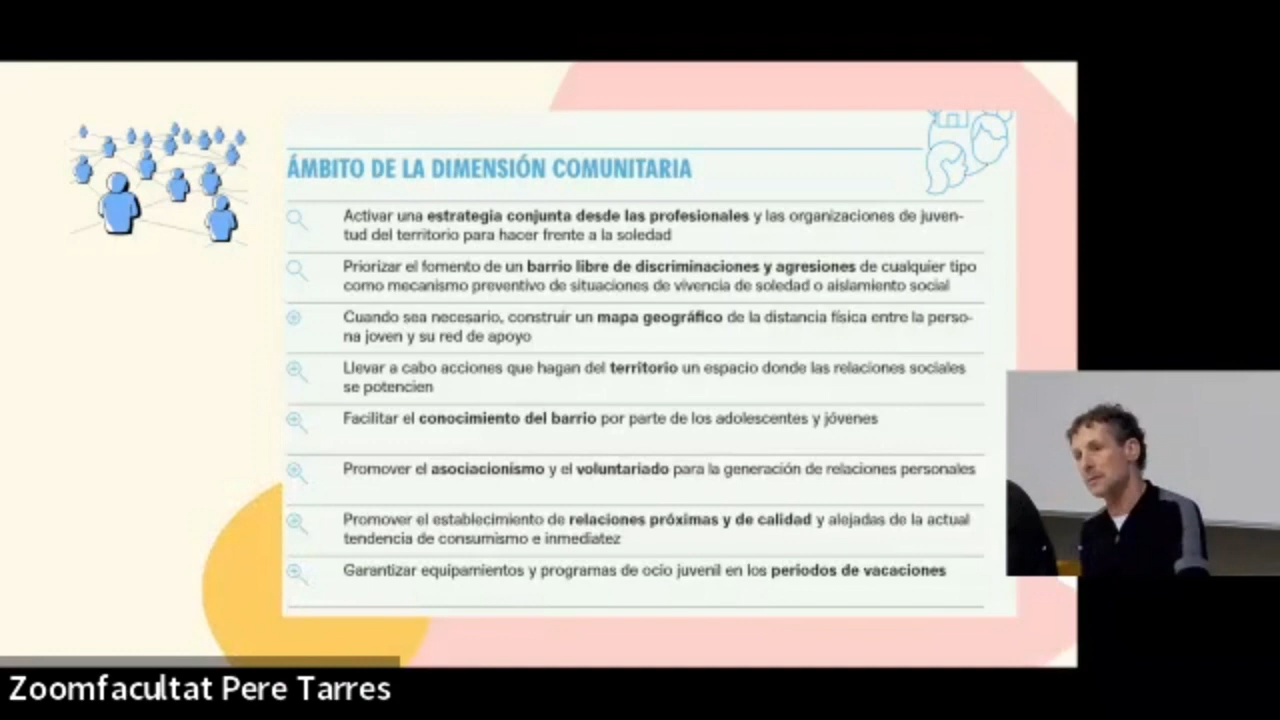 ÁMBITO DE LA DIMENSIÓN COMUNITARIA
Activar una estrategia conjunta desde las profesionales y las organizaciones de juven-
tud del territorio para hacer frente a la soledad
Priorizar el fomento de un barrio libre de discriminaciones y agresiones de cualquier tipo
como mecanismo preventivo de situaciones de vivencia de soledad o aislamiento social
Cuando sea necesario, construir un mapa geográfico de la distancia física entre la perso-
na joven y su red de apoyo
Llevar a cabo acciones que hagan del territorio un espacio donde las relaciones sociales
se potencien
Facilitar el conocimiento del barrio por parte de los adolescentes y jóvenes
Promover el asociacionismo y el voluntariado para la generación de relaciones personales
Promover el establecimiento de relaciones próximas y de calidad y alejadas de la actual
tendencia de consumismo e inmediatez
Garantizar equipamientos y programas de ocio juvenil en los periodos de vacaciones
Zoomfacultat Pere Tarres